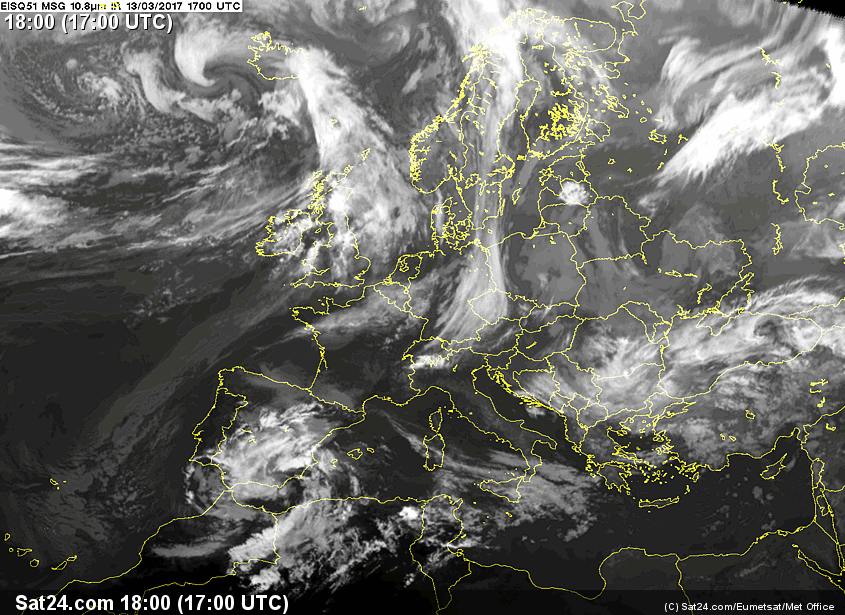 EISQ51 MSG 10.8µm IR 13/03/2017 1700 UTC
18:00 (17:00 UTC)
Sat24.com 18:00 (17:00 UTC)
(C) Sat24.com/Eumetsat/Met Office